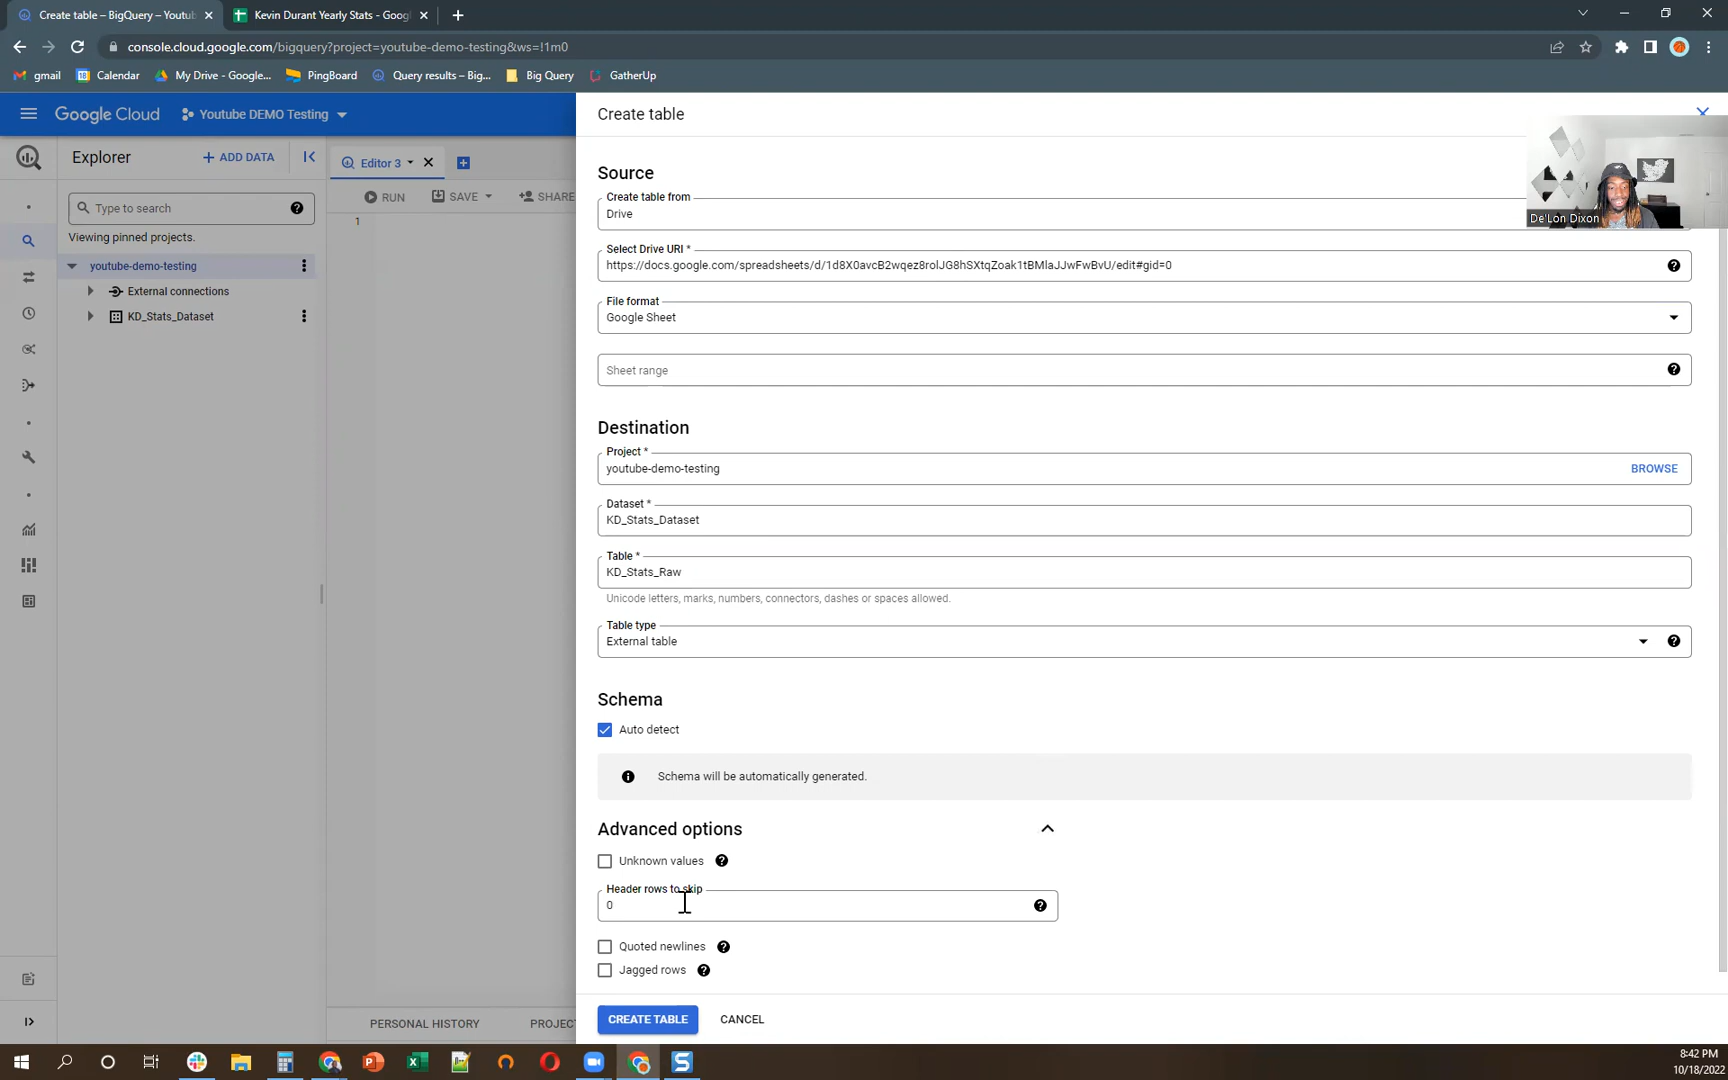 Create table – BigQuery – Youtub
Kevin Durant Yearly Stats - Goog
console.cloud.google.com/bigquery?project=youtube-demo-testing&ws=!1m0
gmail
Calendar
My Drive - Google...
PingBoard
Query results – Big...
Big Query
GatherUp
Google Cloud
Youtube DEMO Testing
Create table
Explorer
+ ADD DATA
Editor 3
Type to search
RUN
SAVE
SHARE
Viewing pinned projects.
1
youtube-demo-testing
External connections
KD_Stats_Dataset
Source
Create table from
Drive
De'Lon Dixon
Select Drive URI *
https://docs.google.com/spreadsheets/d/1d8X0avcB2wqez8rolJG8hSXtqZoak1tBMlaJJwFwBvU/edit#gid=0
File format
Google Sheet
Sheet range
Destination
Project *
youtube-demo-testing
BROWSE
Dataset *
KD_Stats_Dataset
Table *
KD_Stats_Raw
Unicode letters, marks, numbers, connectors, dashes or spaces allowed.
Table type
External table
Schema
Auto detect
Schema will be automatically generated.
Advanced options
Unknown values
Header rows to skip
0
Quoted newlines
Jagged rows
PERSONAL HISTORY
PROJECT
CREATE TABLE
CANCEL
8:42 PM
10/18/2022